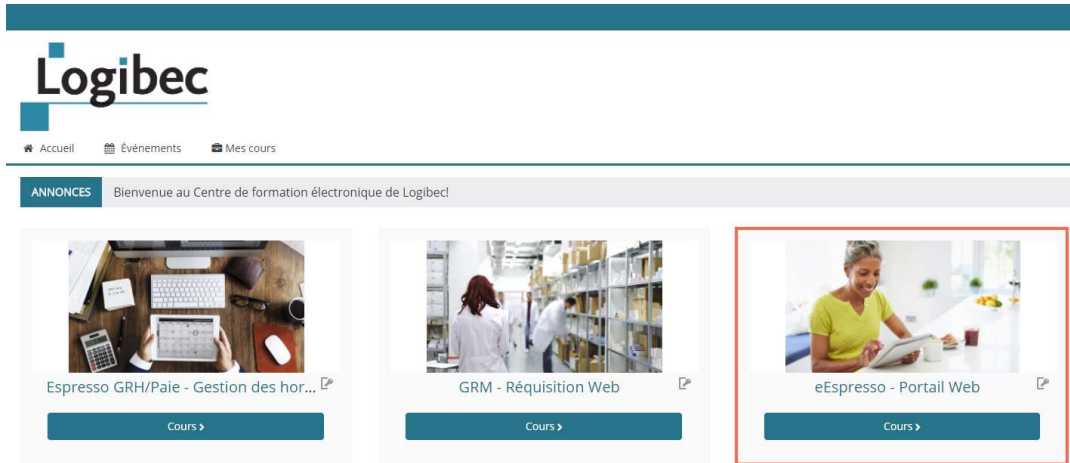 Logibec
Accueil Événements Mes cours
ANNONCES Bienvenue au Centre de formation électronique de Logibec!
Espresso GRH/Paie - Gestion des hor... GRM - Réquisition Web eEspresso - Portail Web
Cours > Cours > Cours >